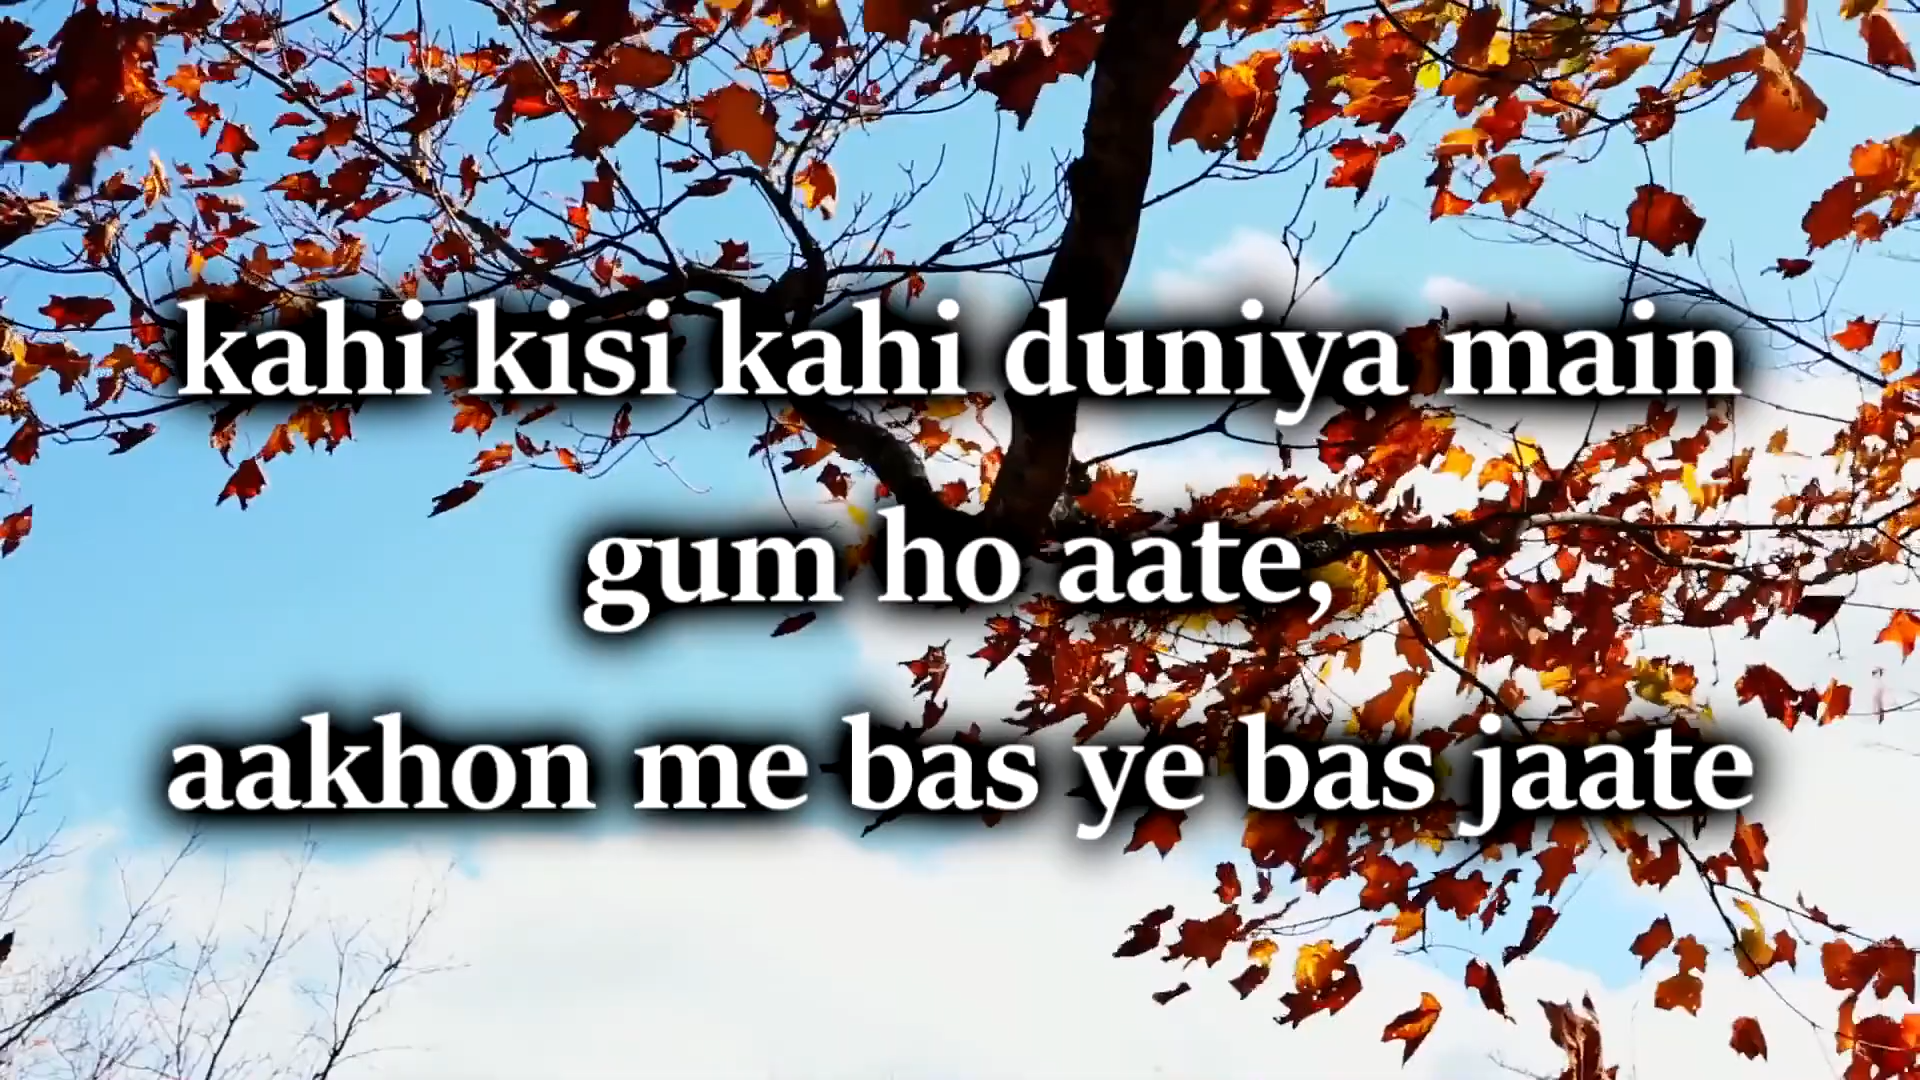 kahi kisi kahi duniya main
gum ho aate,
aakhon me bas ye bas jaate